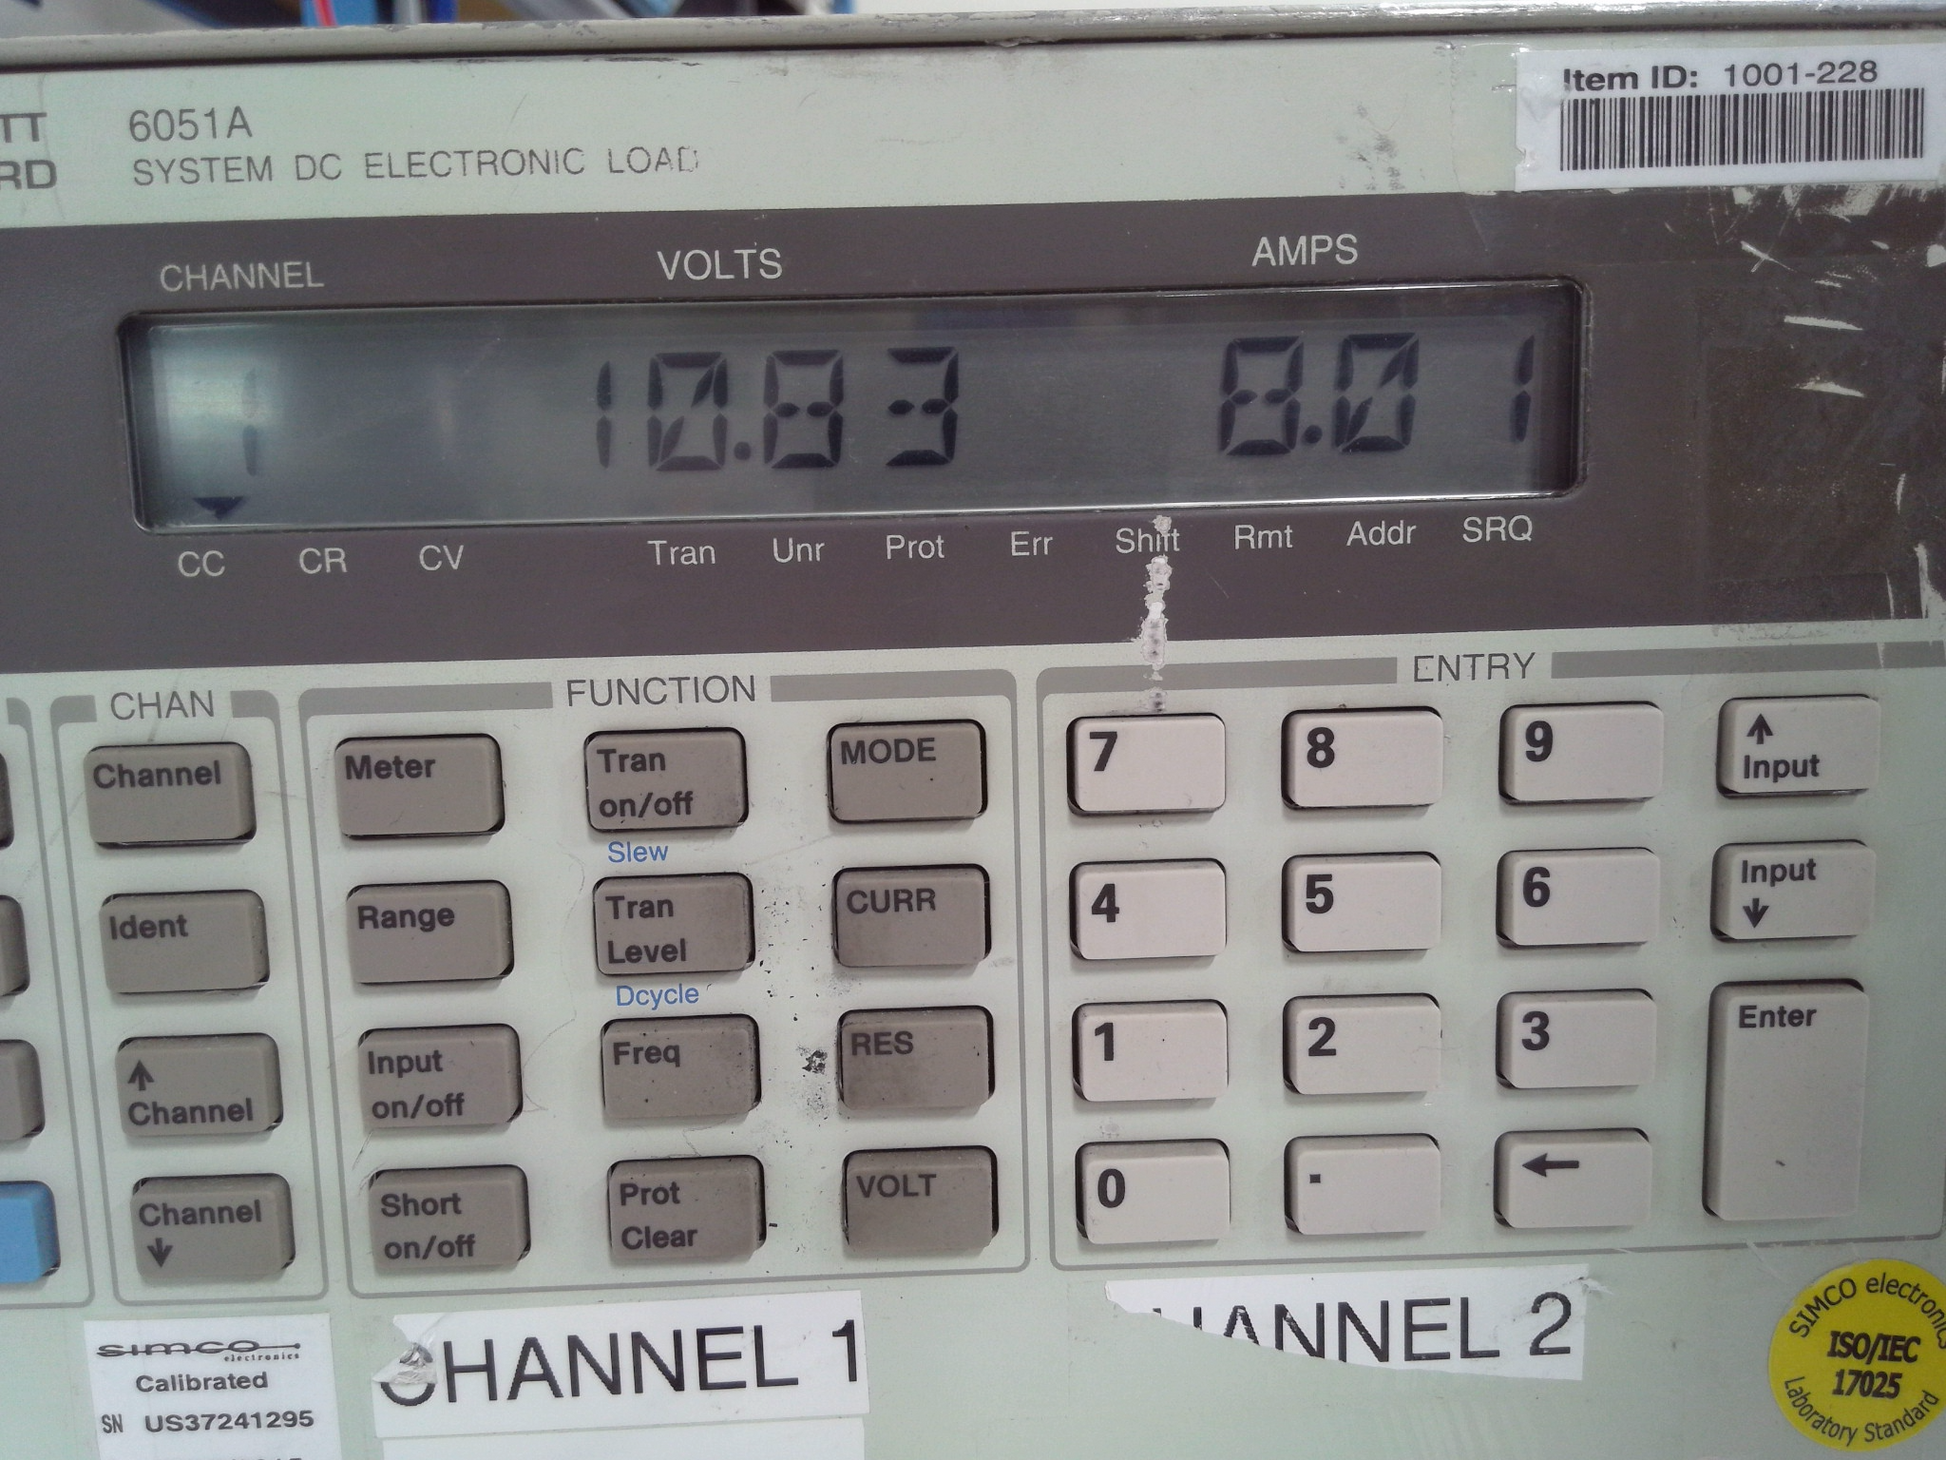 TT
RD
6051A
SYSTEM DC ELECTRONIC LOAD
Item ID: 1001-228
CHANNEL VOLTS AMPS
1 10.83 8.01
CC CR CV Tran Unr Prot Err Shift Rmt Addr SRQ
CHAN FUNCTION ENTRY
Channel Meter Tran on/off MODE 7 8 9 ↑ Input
Slew
Ident Range Tran Level CURR 4 5 6 Input ↓
Dcycle
↑ Channel Input on/off Freq RES 1 2 3 Enter
Channel ↓ Short on/off Prot Clear VOLT 0 . ←
SIMCO
electronics
Calibrated
SN US37241295
CHANNEL 1
HANNEL 2
SIMCO electronics
ISO/IEC
17025
Laboratory Standard